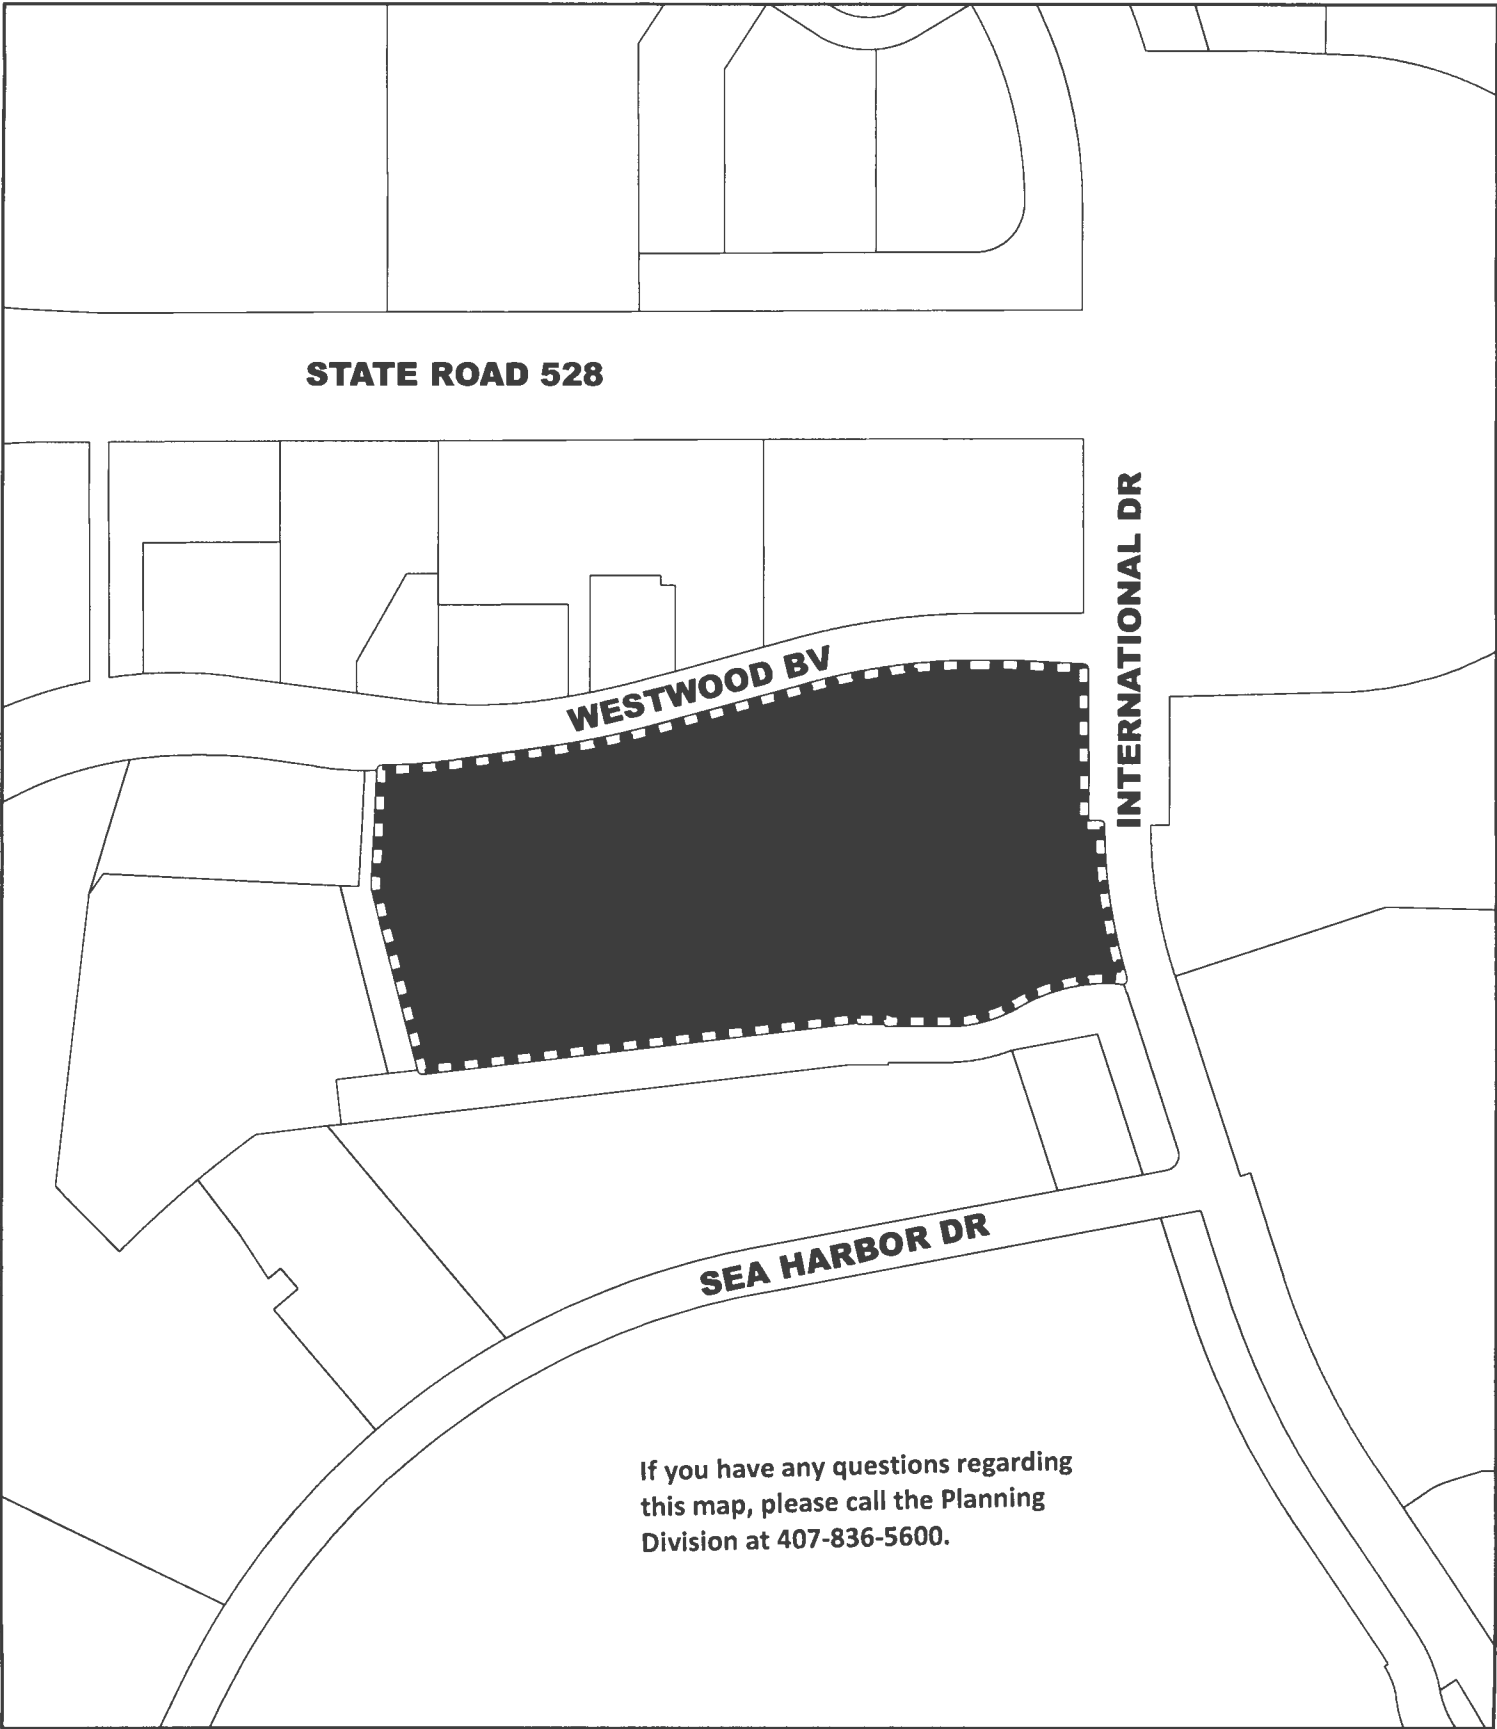 STATE ROAD 528
INTERNATIONAL DR
WESTWOOD BV
SEA HARBOR DR
If you have any questions regarding
this map, please call the Planning
Division at 407-836-5600.